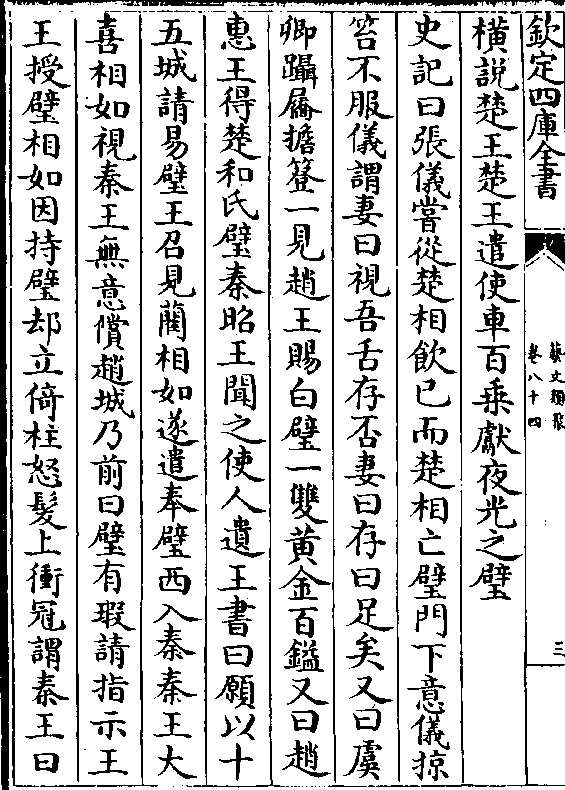 欽定四庫全書
藝文類聚
卷八十四
三
橫說楚王楚王遣使車百乘獻夜光之璧
史記曰張儀嘗從楚相飲已而楚相亡璧門下意儀掠
笞不服儀謂妻曰視吾舌存否妻曰存曰足矣又曰虞
卿躡屩擔簦一見趙王賜白璧一雙黃金百鎰又曰趙
惠王得楚和氏璧秦昭王聞之使人遺王書曰願以十
五城請易璧王召見藺相如遂遣奉璧西入秦秦王大
喜相如視秦王無意償趙城乃前曰璧有瑕請指示王
王授璧相如因持璧却立倚柱怒髮上衝冠謂秦王曰